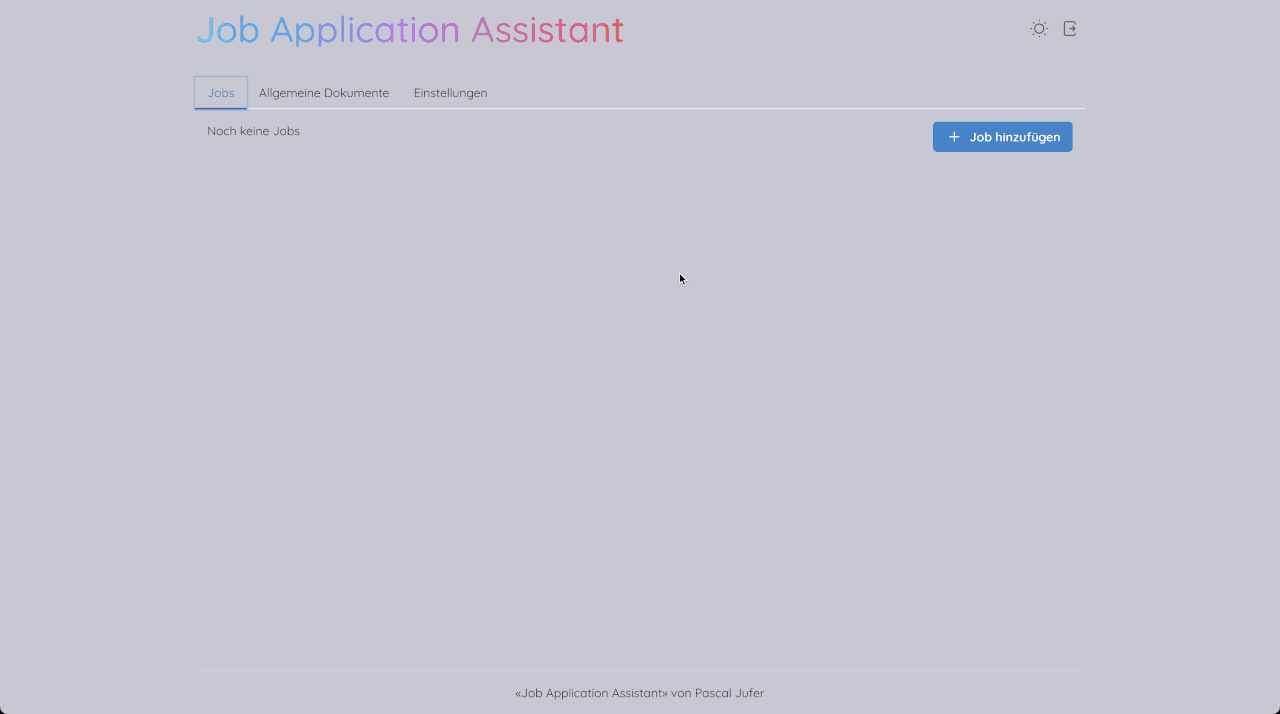 Job Application Assistant
Jobs Allgemeine Dokumente Einstellungen
Noch keine Jobs
Job hinzufügen
«Job Application Assistant» von Pascal Jufer